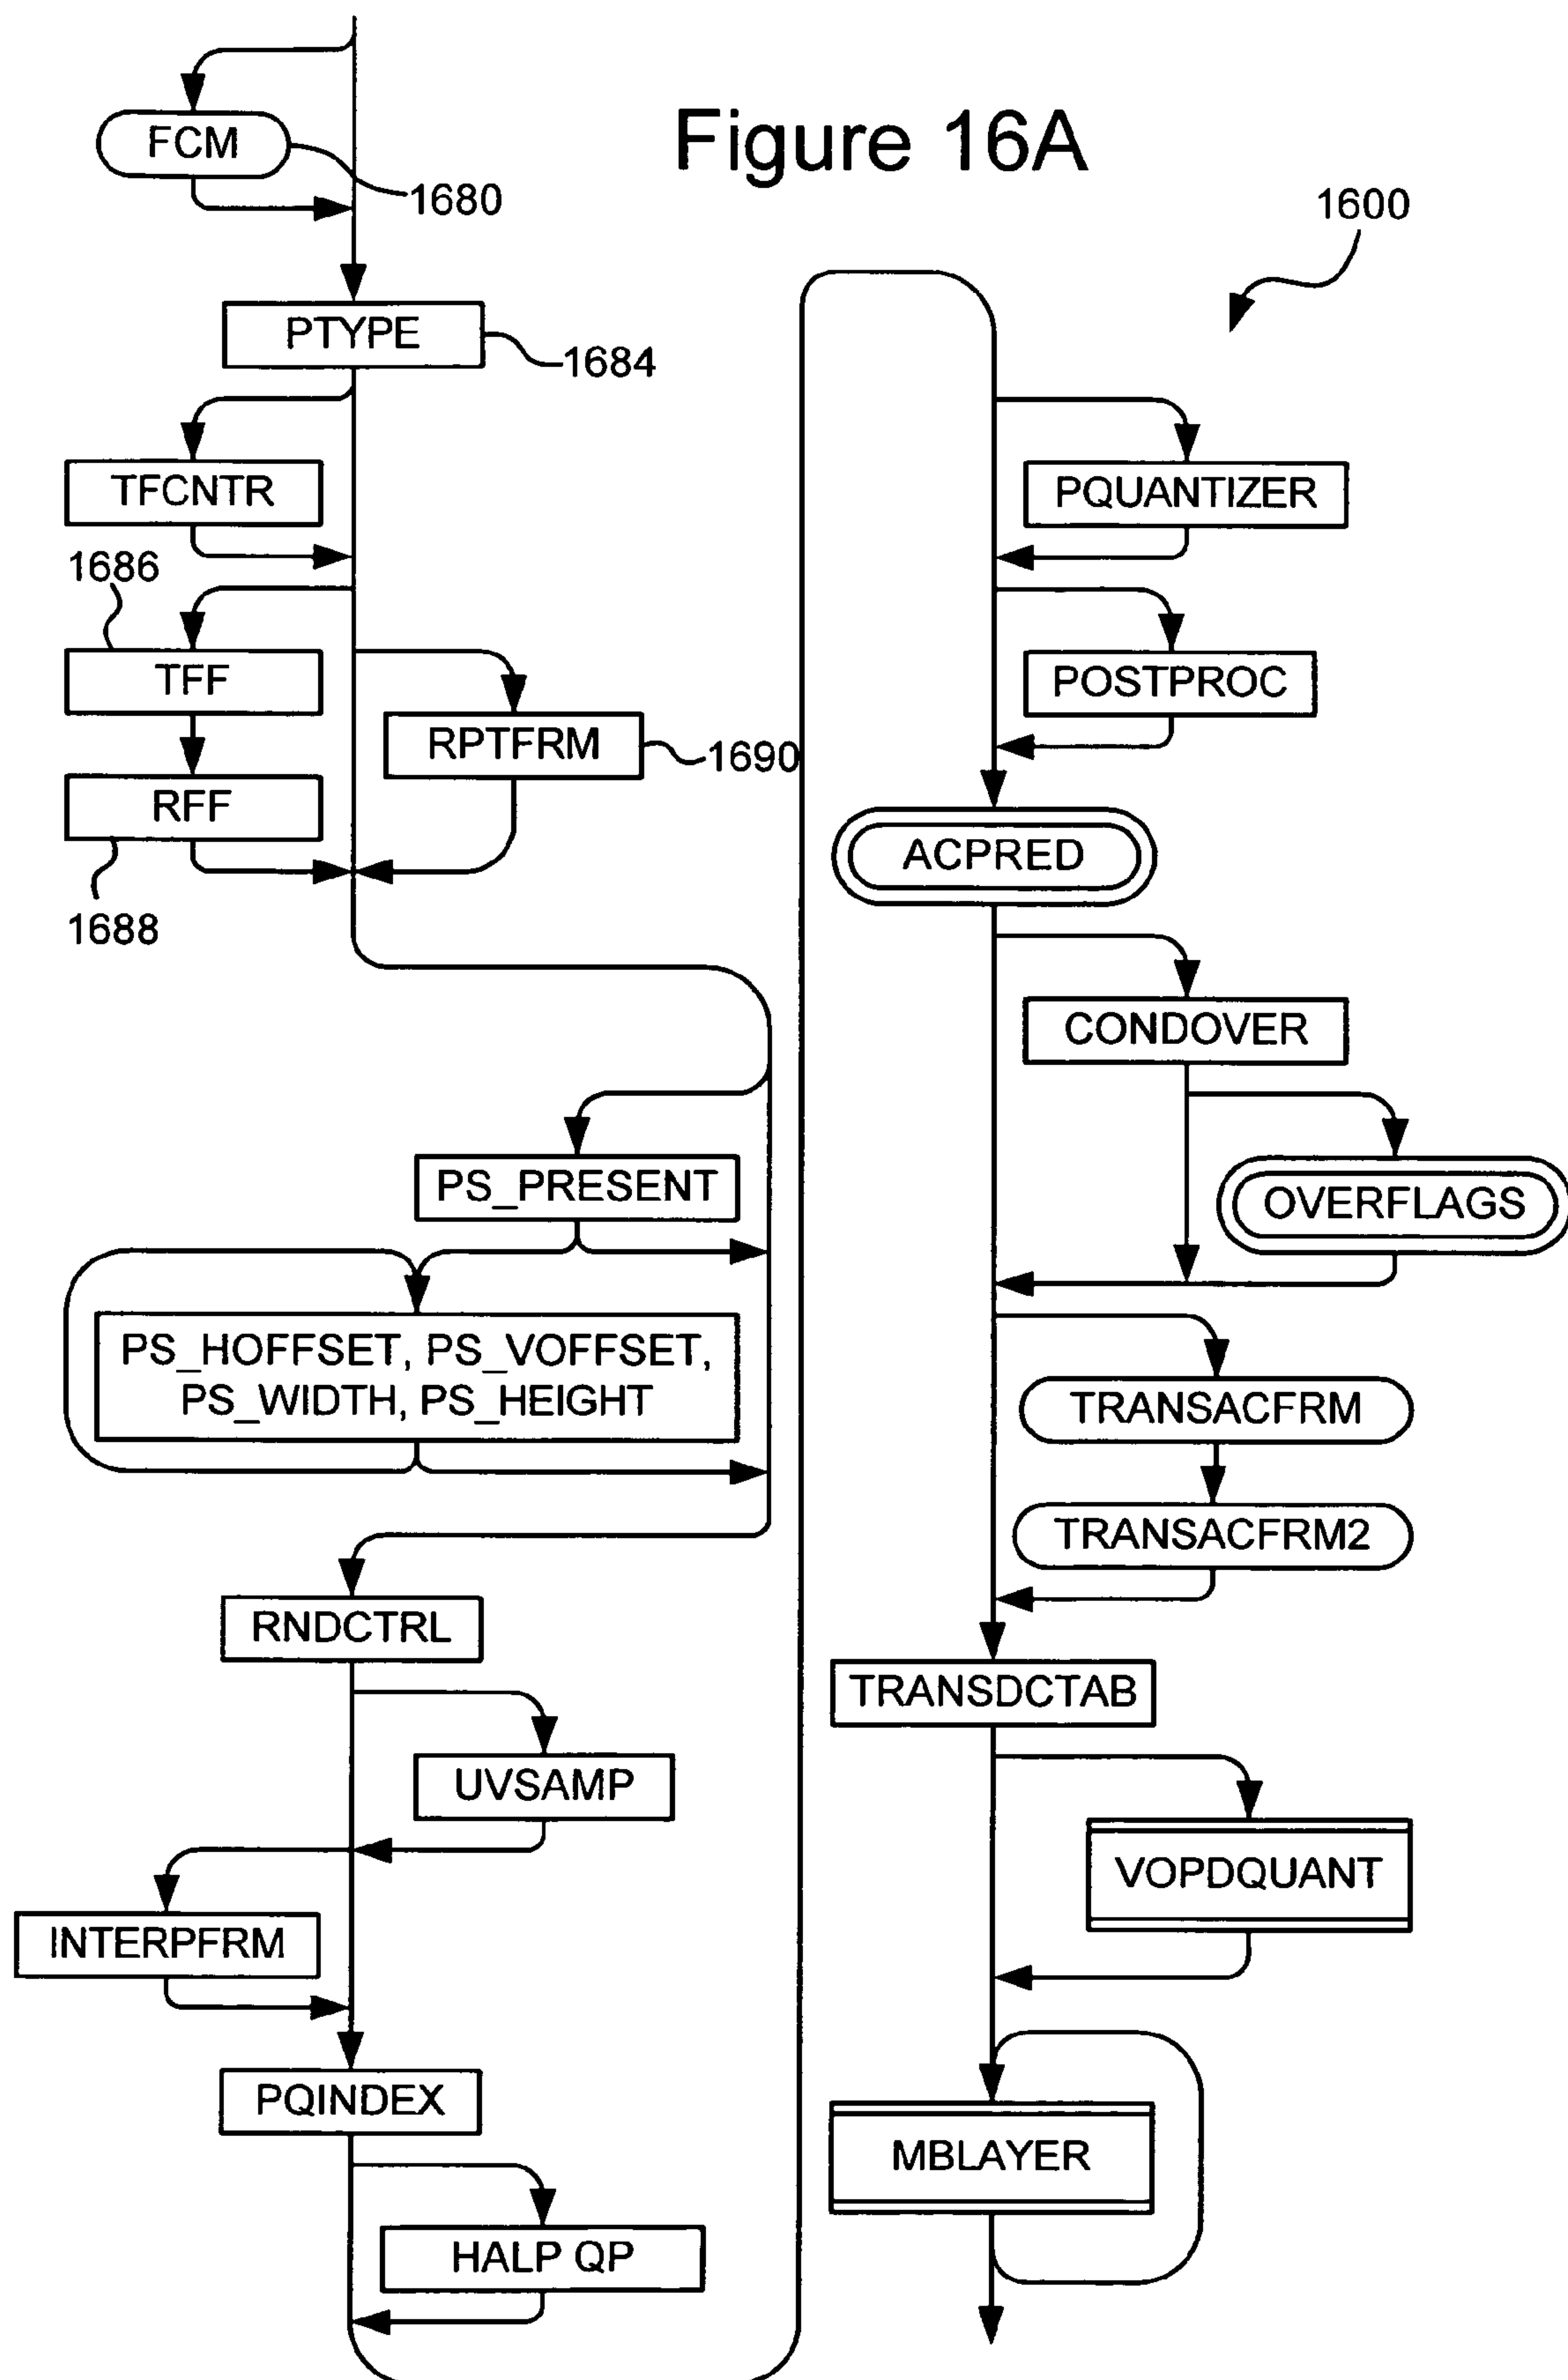 Figure 16A
1600
FCM
1680
PTYPE
1684
TFCNTR
1686
TFF
RPTFRM
1690
RFF
1688
PS_PRESENT
PS_HOFFSET, PS_VOFFSET,
PS_WIDTH, PS_HEIGHT
RNDCTRL
UVSAMP
INTERPFRM
PQINDEX
HALP QP
PQUANTIZER
POSTPROC
ACPRED
CONDOVER
OVERFLAGS
TRANSACFRM
TRANSACFRM2
TRANSDCTAB
VOPDQUANT
MBLAYER